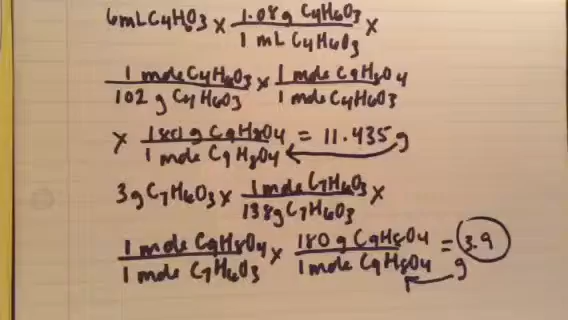 6mL C4H6O3 x 1.08g C4H6O3 / 1 mL C4H6O3 x
1 mole C4H6O3 / 102 g C4H6O3 x 1 mole C9H8O4 / 1 mole C4H6O3
x 180 g C9H8O4 / 1 mole C9H8O4 = 11.435 g
3g C7H6O3 x 1 mole C7H6O3 / 138g C7H6O3 x
1 mole C9H8O4 / 1 mole C7H6O3 x 180 g C9H8O4 / 1 mole C9H8O4 = 3.9 g